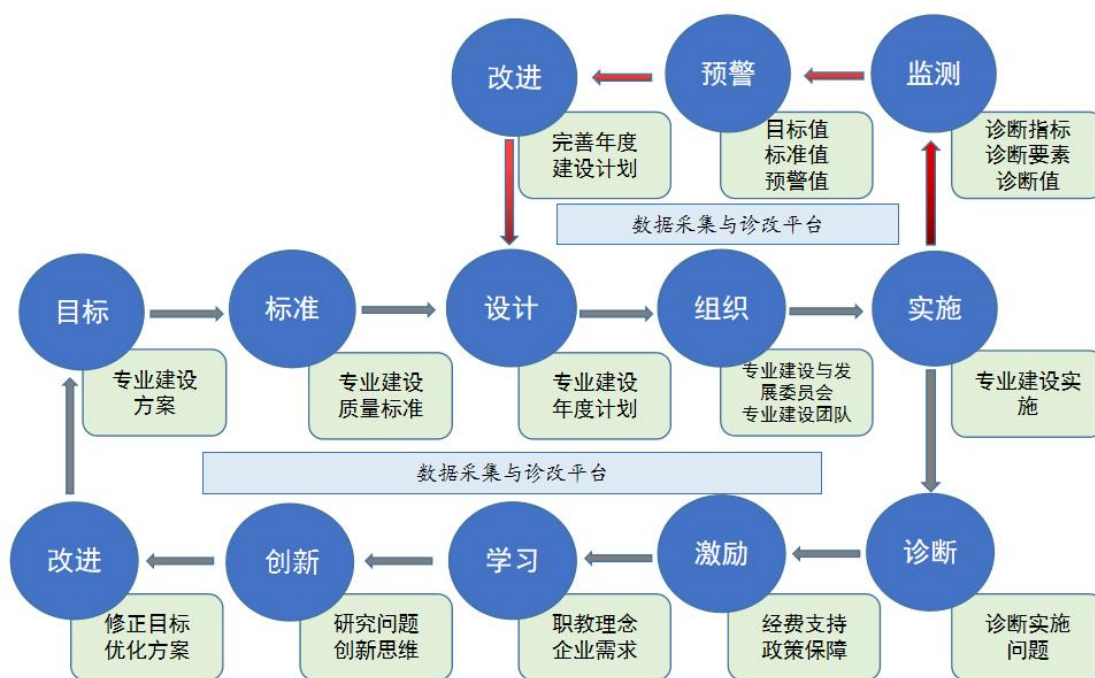 改进
预警
监测
完善年度
建设计划
目标值
标准值
预警值
诊断指标
诊断要素
诊断值
数据采集与诊改平台
目标
标准
设计
组织
实施
专业建设
方案
专业建设
质量标准
专业建设
年度计划
专业建设与发
展委员会
专业建设团队
专业建设实
施
数据采集与诊改平台
改进
创新
学习
激励
诊断
修正目标
优化方案
研究问题
创新思维
职教理念
企业需求
经费支持
政策保障
诊断实施
问题